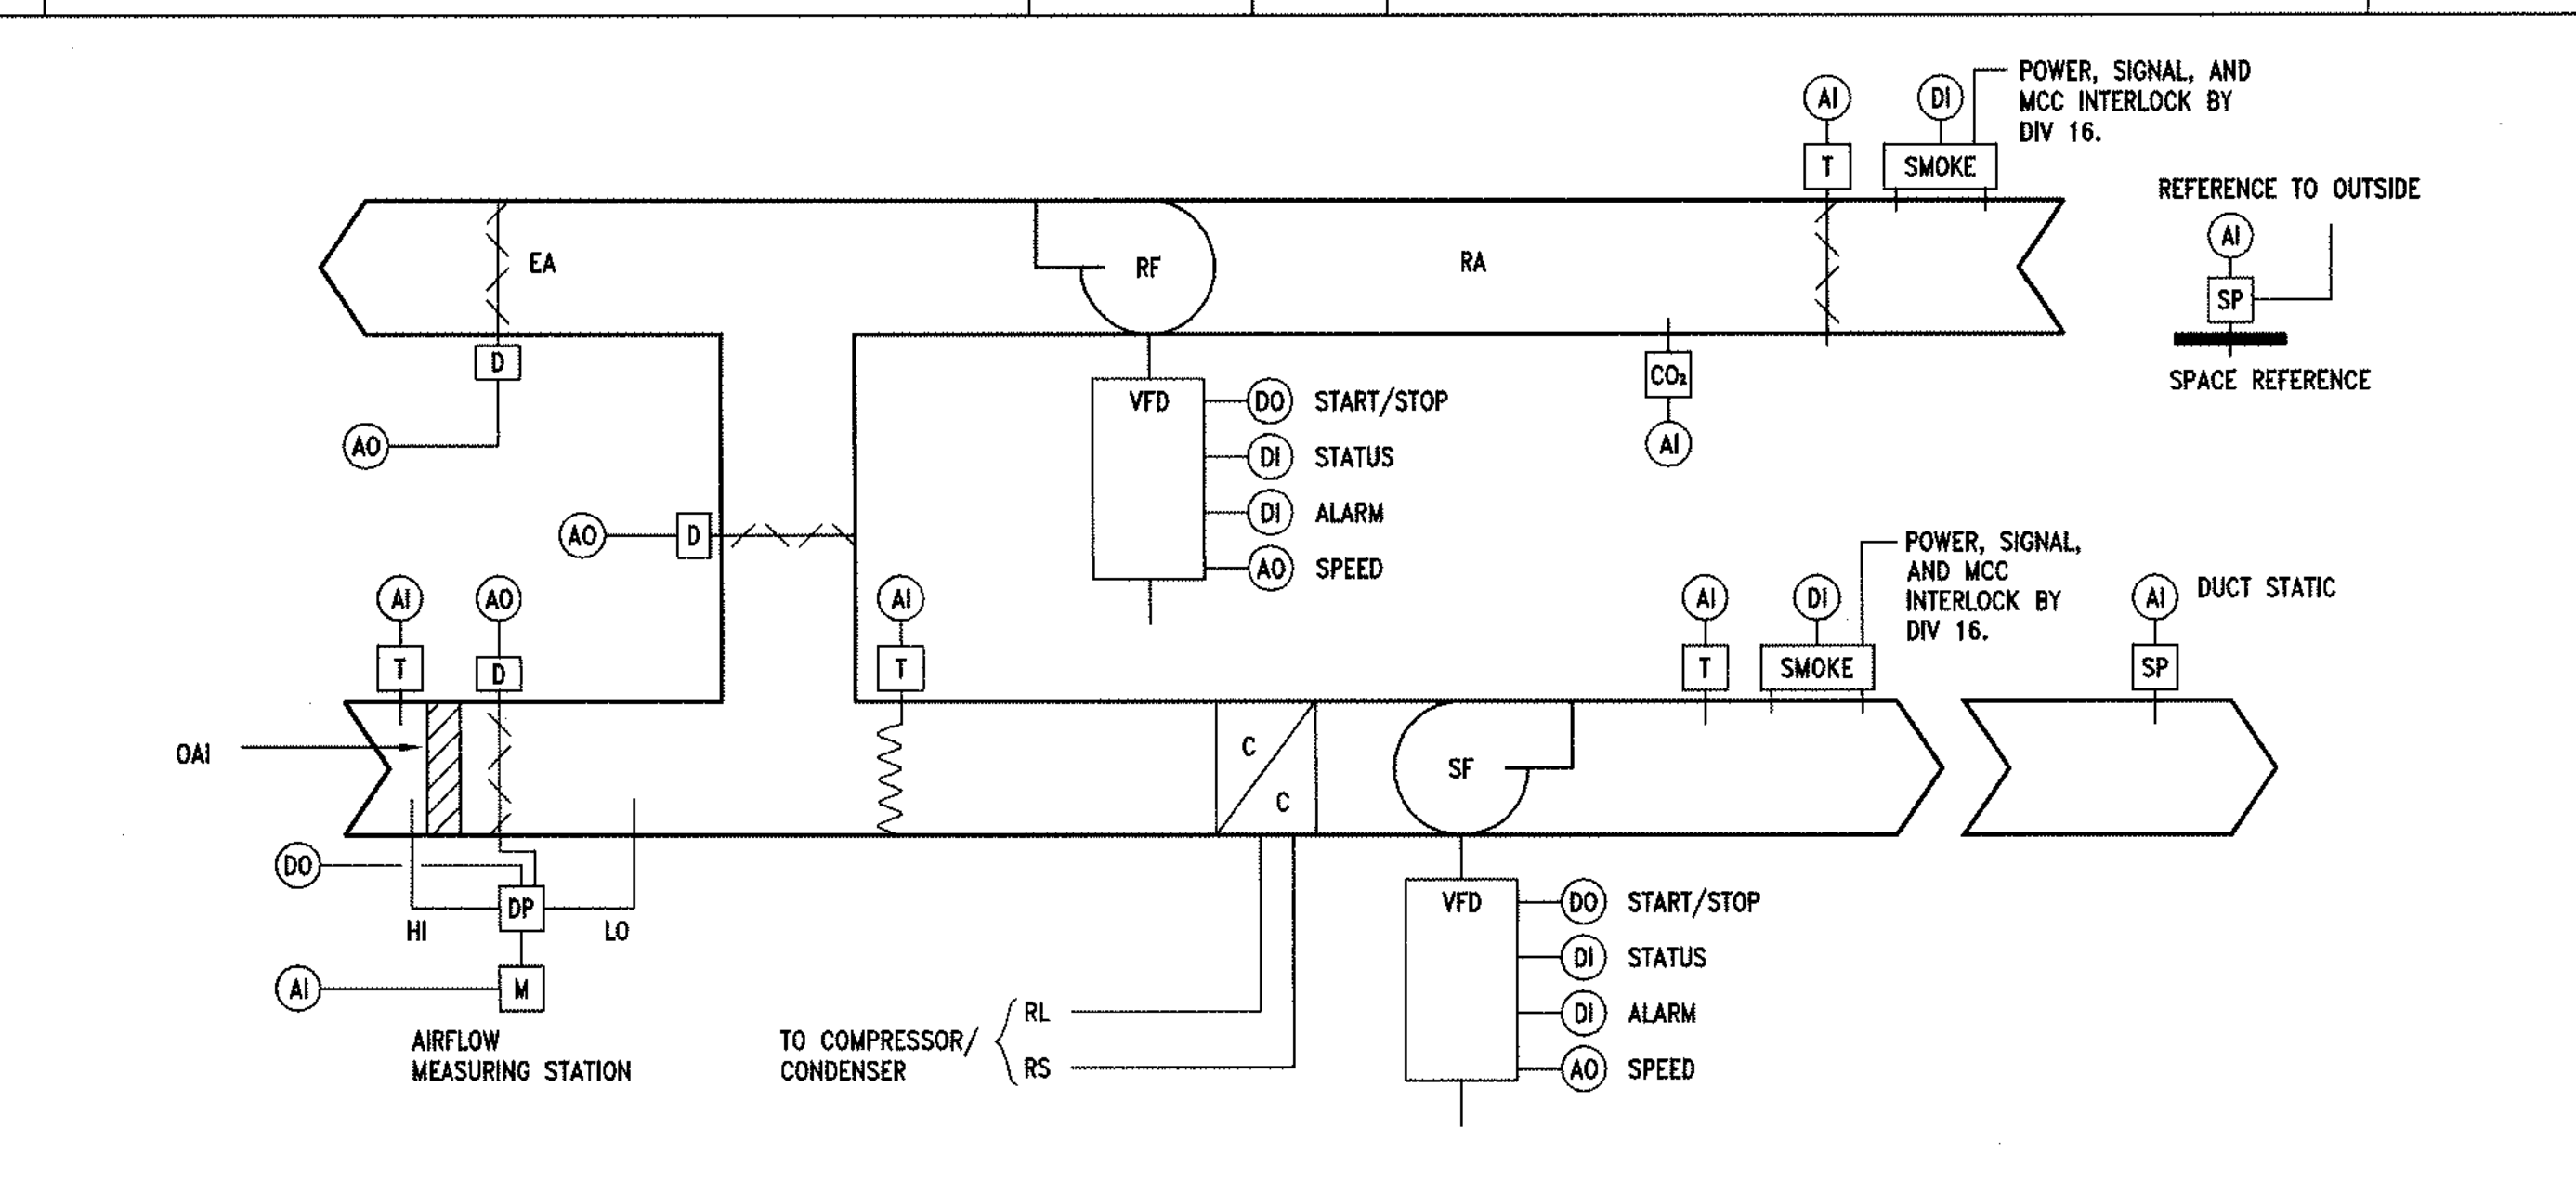 POWER, SIGNAL, AND
MCC INTERLOCK BY
DIV 16.
AI
DI
T
SMOKE
REFERENCE TO OUTSIDE
AI
SP
SPACE REFERENCE
EA
RF
RA
D
AO
VFD
DO START/STOP
DI STATUS
DI ALARM
AO SPEED
CO₂
AI
AO
D
AI
AO
T
D
AI
T
AI
T
DI
SMOKE
POWER, SIGNAL,
AND MCC
INTERLOCK BY
DIV 16.
AI
DUCT STATIC
SP
OAI
C
C
SF
DO
DP
HI
LO
AI
M
AIRFLOW
MEASURING STATION
TO COMPRESSOR/
CONDENSER
RL
RS
VFD
DO START/STOP
DI STATUS
DI ALARM
AO SPEED